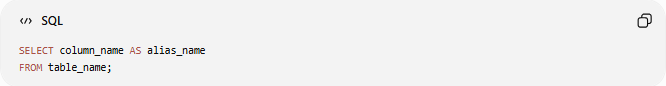 SQL
SELECT column_name AS alias_name
FROM table_name;